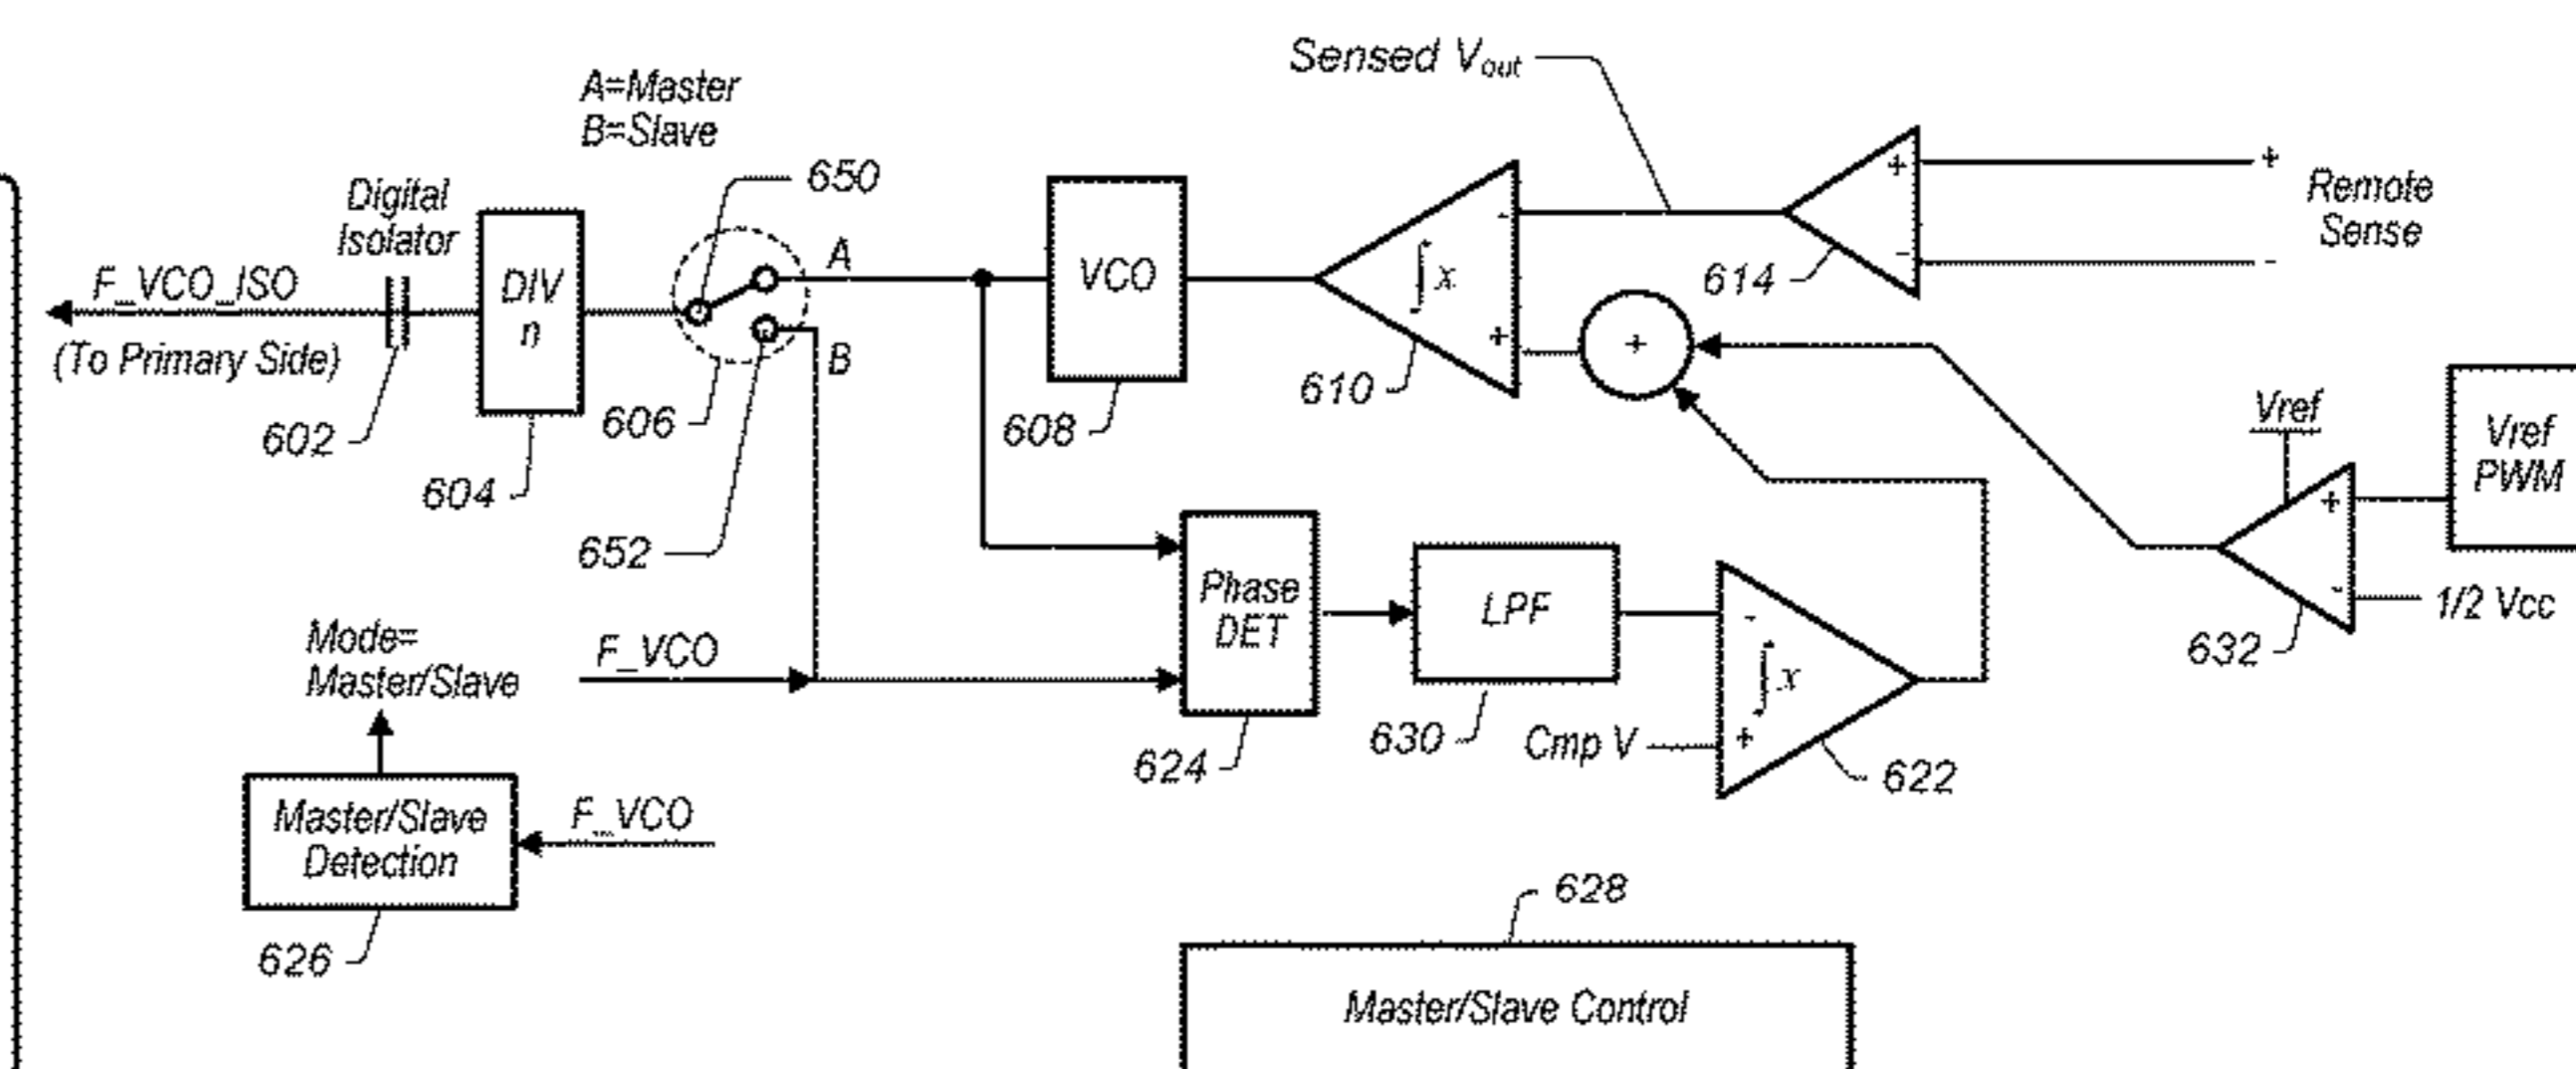 Sensed Vout
A=Master
B=Slave
650
Digital
Isolator
+
Remote
Sense
-
+
-
614
A
F_VCO_ISO
(To Primary Side)
DIV
n
VCO
∫x
-
+
+
B
602
604
606
608
610
652
Vref
Vref
PWM
+
-
1/2 Vcc
632
Phase
DET
LPF
-
∫x
+
Mode=
Master/Slave
F_VCO
624
630
Cmp V
622
Master/Slave
Detection
F_VCO
626
628
Master/Slave Control